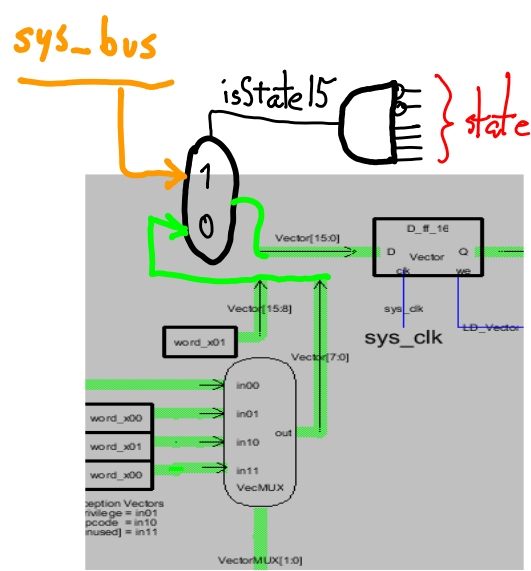 sys_bus
isState15
state
1
0
D_ff_16
Vector[15:0]
D
Q
Vector
clk
we
Vector[15:8]
sys_clk
LD_Vector
sys_clk
word_x01
Vector[7:0]
in00
word_x00
in01
out
word_x01
in10
word_x00
in11
VecMUX
ception Vectors
rivilege = in01
pcode = in10
nused] = in11
VectorMUX[1:0]